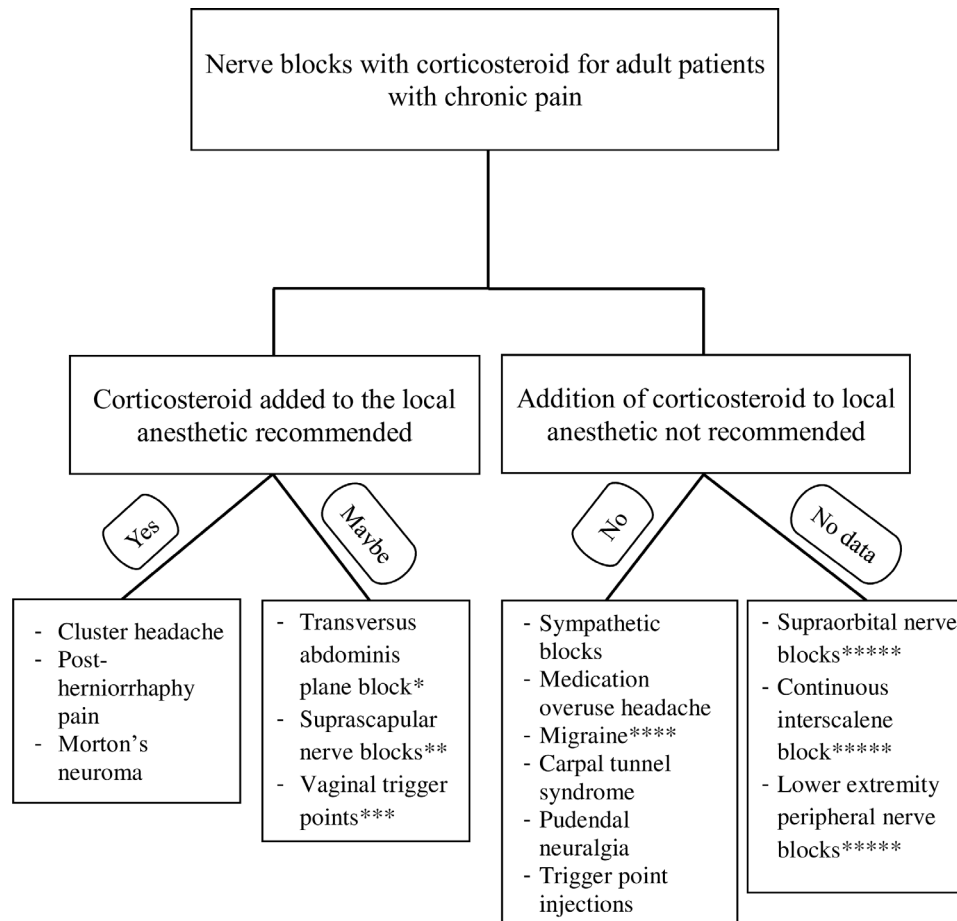 Nerve blocks with corticosteroid for adult patients
with chronic pain
Corticosteroid added to the local
anesthetic recommended
Addition of corticosteroid to local
anesthetic not recommended
Yes
Maybe
No
No data
- Cluster headache
- Post-
herniorrhaphy
pain
- Morton’s
neuroma
- Transversus
abdominis
plane block*
- Suprascapular
nerve blocks**
- Vaginal trigger
points***
- Sympathetic
blocks
- Medication
overuse headache
- Migraine****
- Carpal tunnel
syndrome
- Pudendal
neuralgia
- Trigger point
injections
- Supraorbital nerve
blocks*****
- Continuous
interscalene
block*****
- Lower extremity
peripheral nerve
blocks*****